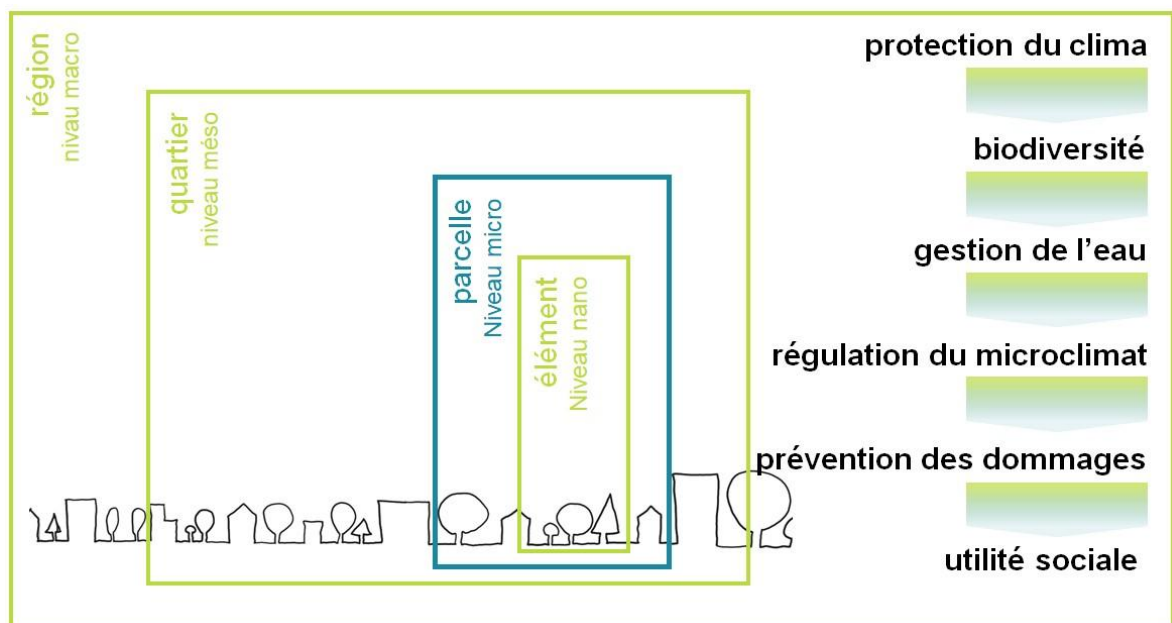 région
nivau macro
quartier
niveau méso
parcelle
Niveau micro
élément
Niveau nano
protection du clima
biodiversité
gestion de l'eau
régulation du microclimat
prévention des dommages
utilité sociale